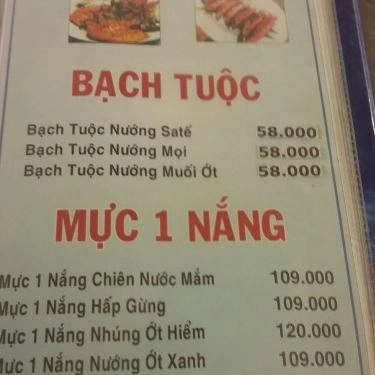 BẠCH TUỘC
Bạch Tuộc Nướng Satế 58.000
Bạch Tuộc Nướng Mọi 58.000
Bạch Tuộc Nướng Muối Ớt 58.000
MỰC 1 NẮNG
Mực 1 Nắng Chiên Nước Mắm 109.000
Mực 1 Nắng Hấp Gừng 109.000
Mực 1 Nắng Nhúng Ớt Hiểm 120.000
Mực 1 Nắng Nướng Ớt Xanh 109.000